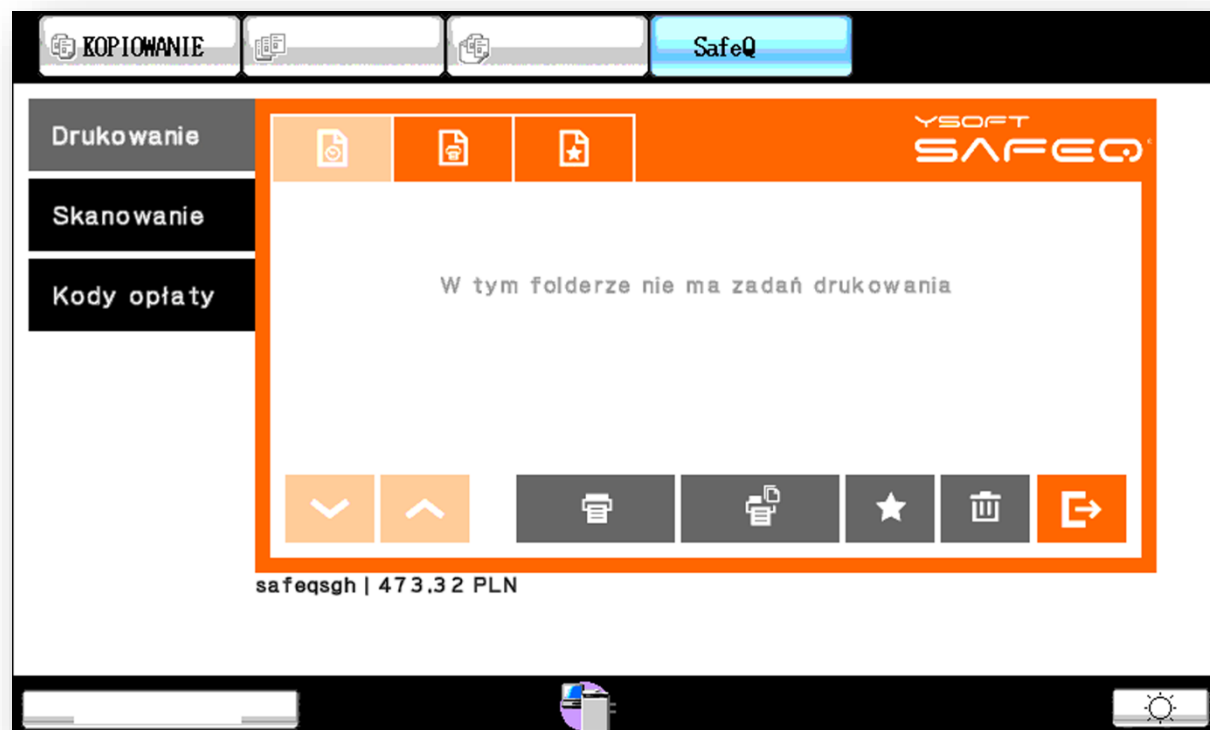 KOPIOWANIE
SafeQ
Drukowanie
YSOFT
SAFEQ
Skanowanie
Kody opłaty
W tym folderze nie ma zadań drukowania
safeqsgh | 473.32 PLN